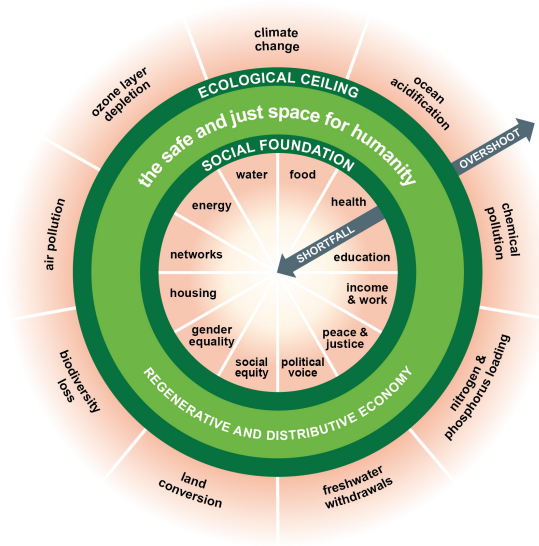 climate
change
ocean
acidification
OVERSHOOT
chemical
pollution
nitrogen &
phosphorus loading
freshwater
withdrawals
land
conversion
biodiversity
loss
air pollution
ozone layer
depletion
ECOLOGICAL CEILING
the safe and just space for humanity
SOCIAL FOUNDATION
water
food
health
SHORTFALL
education
income
& work
peace &
justice
political
voice
social
equity
gender
equality
housing
networks
energy
REGENERATIVE AND DISTRIBUTIVE ECONOMY